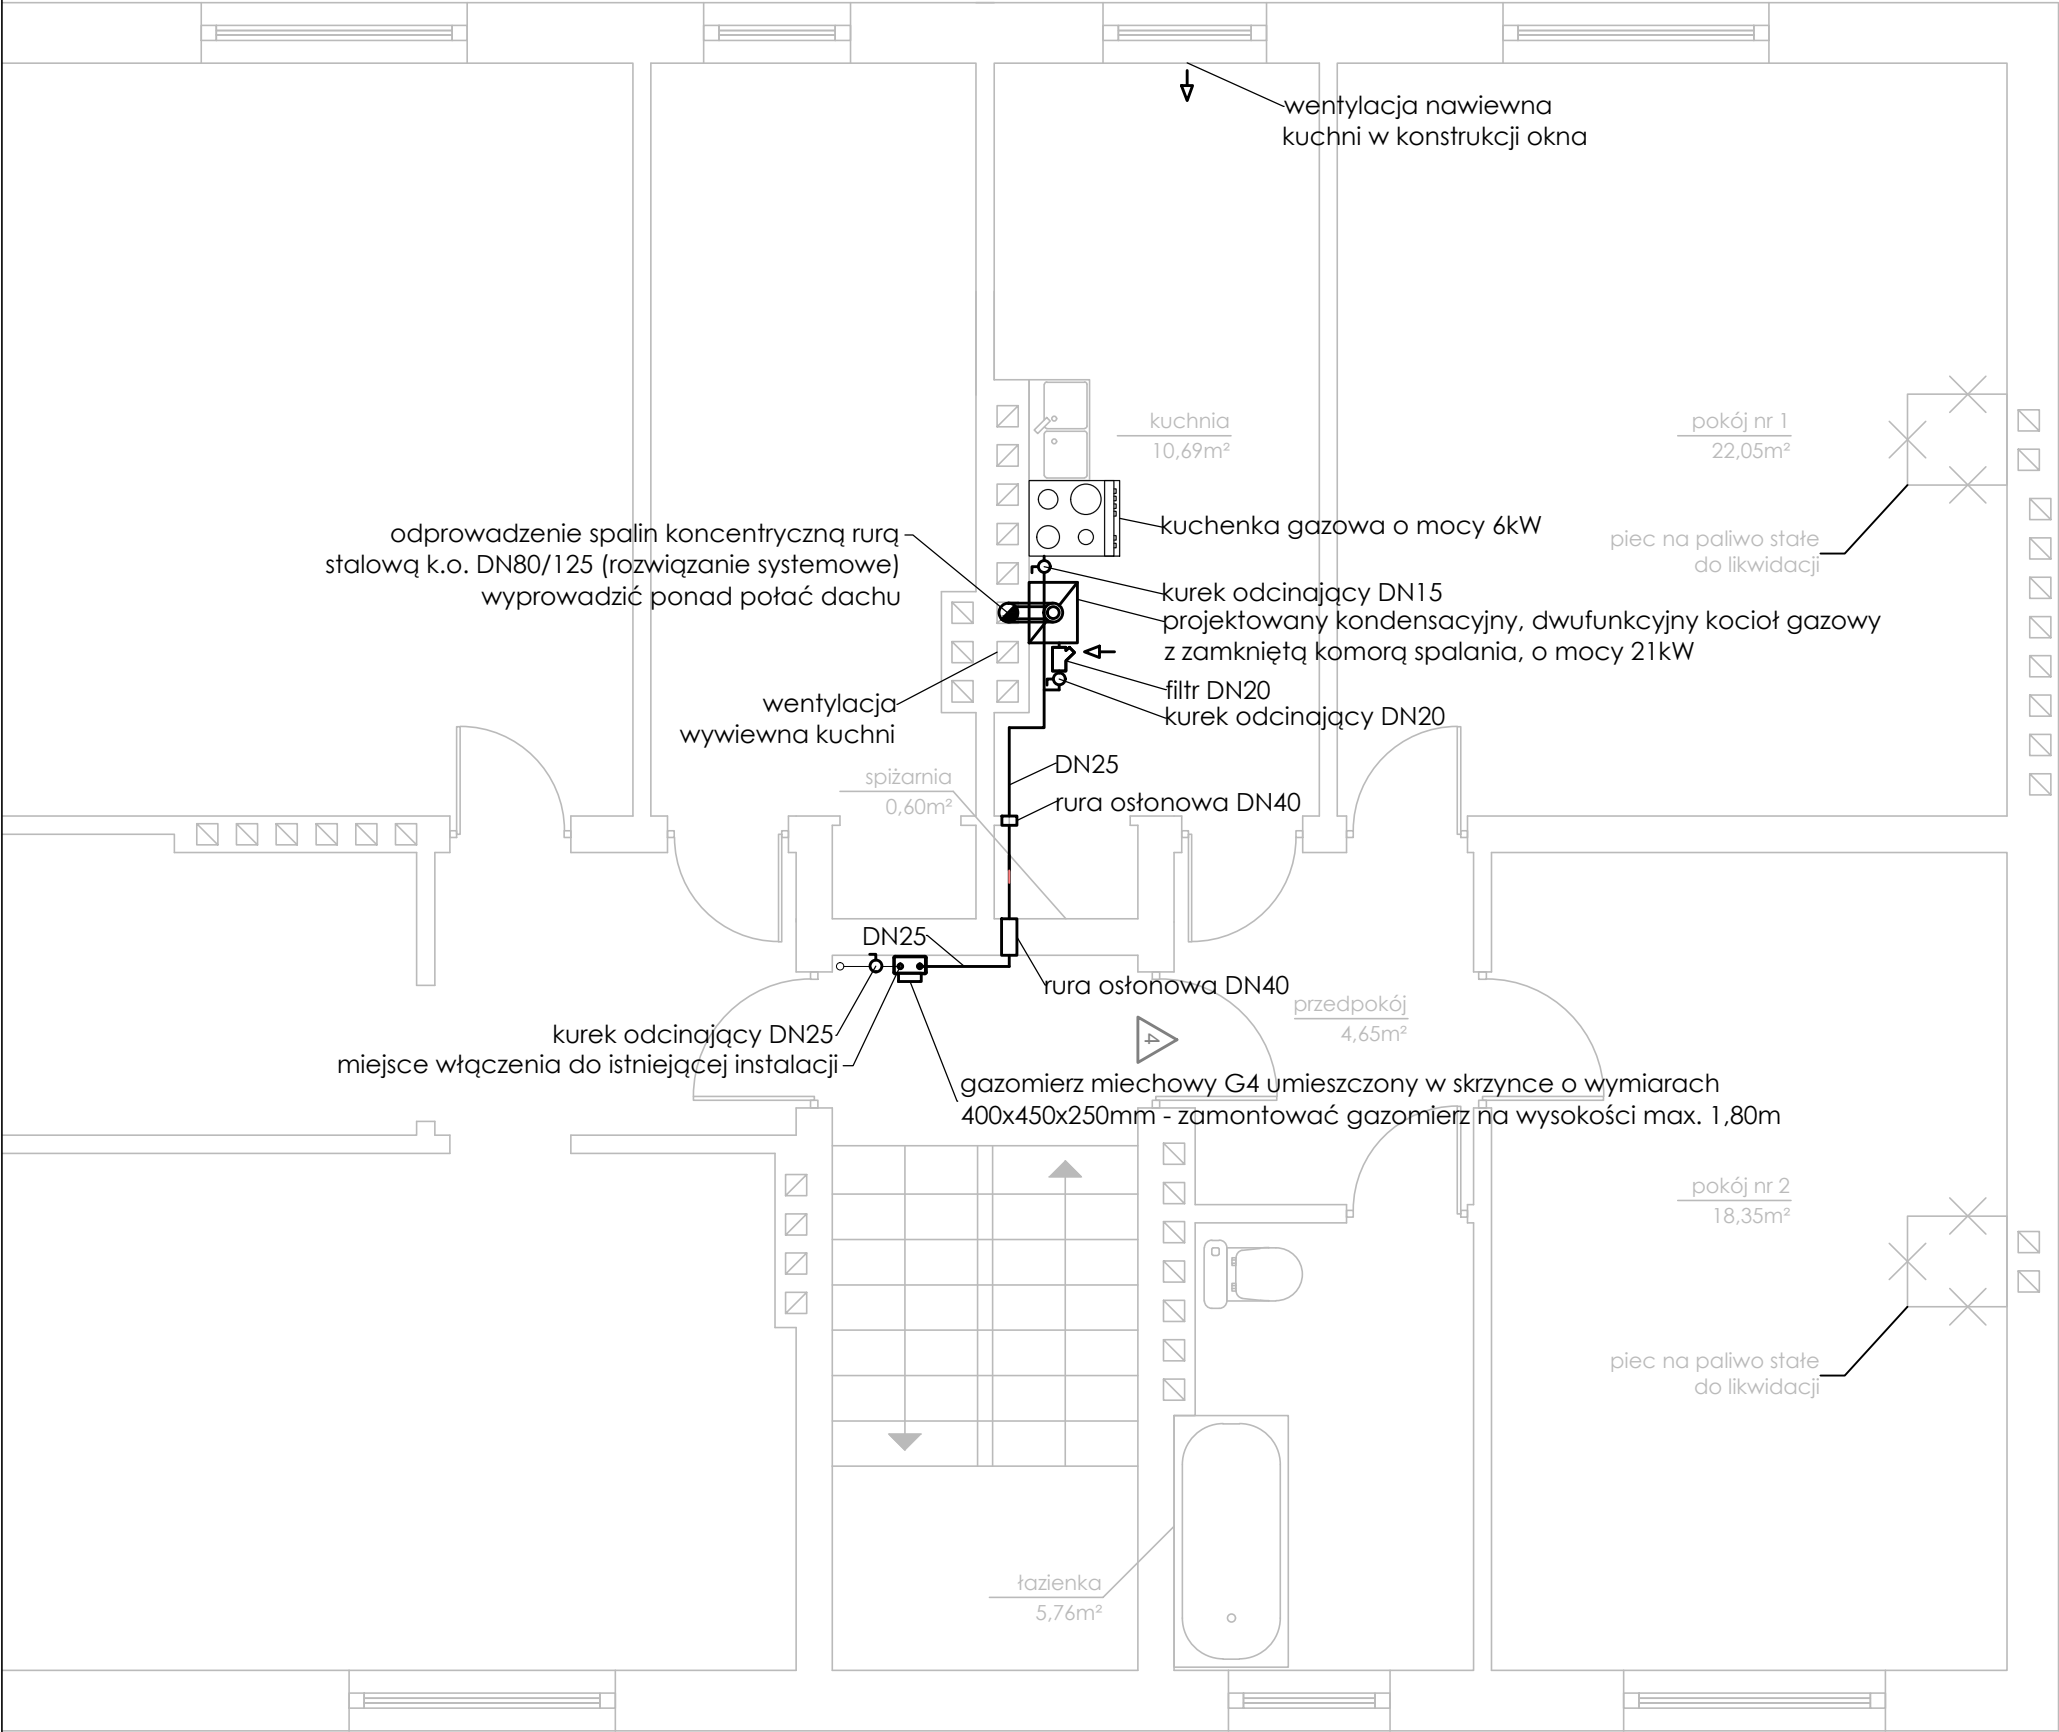 wentylacja nawiewna
kuchni w konstrukcji okna
kuchnia
10,69m²
pokój nr 1
22,05m²
odprowadzenie spalin koncentryczną rurą
stalową k.o. DN80/125 (rozwiązanie systemowe)
wyprowadzić ponad połać dachu
kuchenka gazowa o mocy 6kW
piec na paliwo stałe
do likwidacji
kurek odcinający DN15
projektowany kondensacyjny, dwufunkcyjny kocioł gazowy
z zamkniętą komorą spalania, o mocy 21kW
filtr DN20
kurek odcinający DN20
wentylacja
wywiewna kuchni
DN25
spiżarnia
0,60m²
rura osłonowa DN40
DN25
rura osłonowa DN40
przedpokój
4,65m²
kurek odcinający DN25
miejsce włączenia do istniejącej instalacji
4
gazomierz miechowy G4 umieszczony w skrzynce o wymiarach
400x450x250mm - zamontować gazomierz na wysokości max. 1,80m
pokój nr 2
18,35m²
piec na paliwo stałe
do likwidacji
łazienka
5,76m²